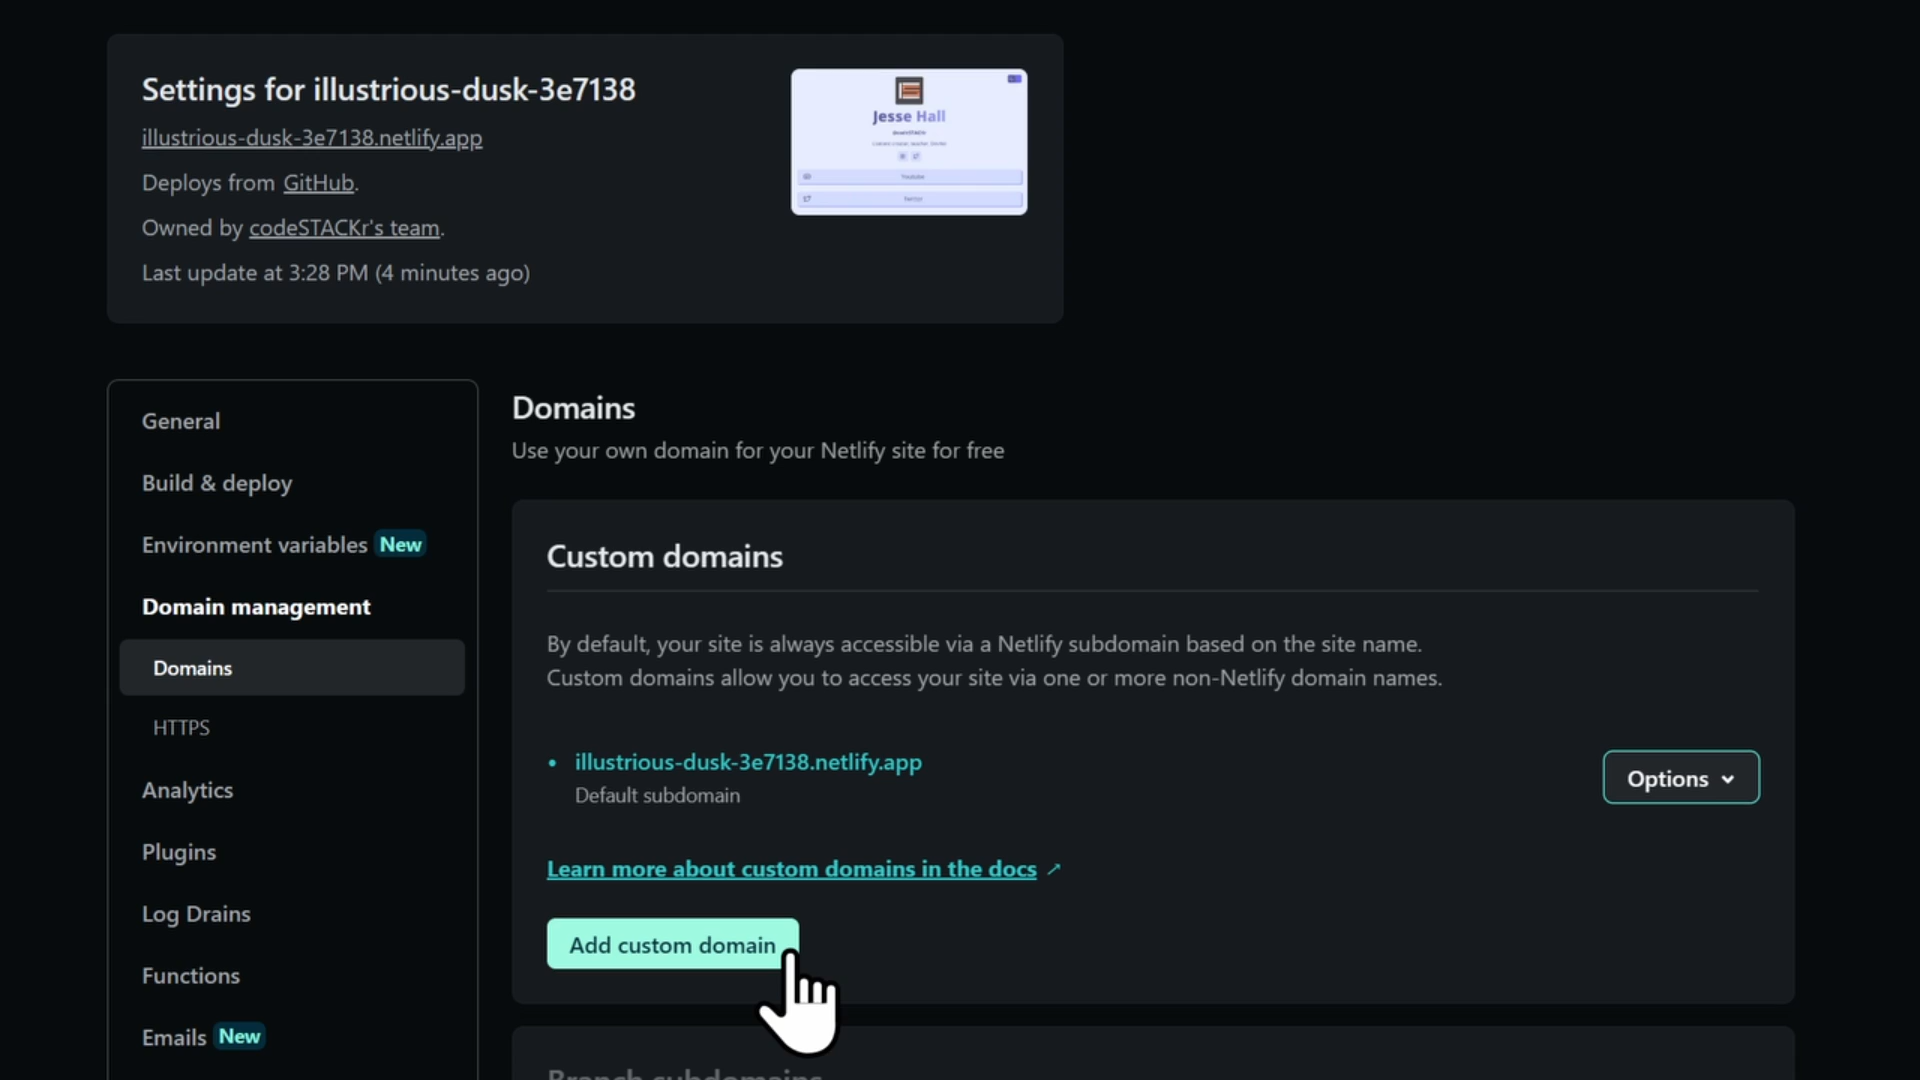 Settings for illustrious-dusk-3e7138
illustrious-dusk-3e7138.netlify.app
Deploys from GitHub.
Owned by codeSTACKr's team.
Last update at 3:28 PM (4 minutes ago)
Jesse Hall
Youtube
Twitter
General
Build & deploy
Environment variables New
Domain management
Domains
HTTPS
Analytics
Plugins
Log Drains
Functions
Emails New
Domains
Use your own domain for your Netlify site for free
Custom domains
By default, your site is always accessible via a Netlify subdomain based on the site name.
Custom domains allow you to access your site via one or more non-Netlify domain names.
• illustrious-dusk-3e7138.netlify.app
Default subdomain
Options
Learn more about custom domains in the docs ↗
Add custom domain
Branch subdomains